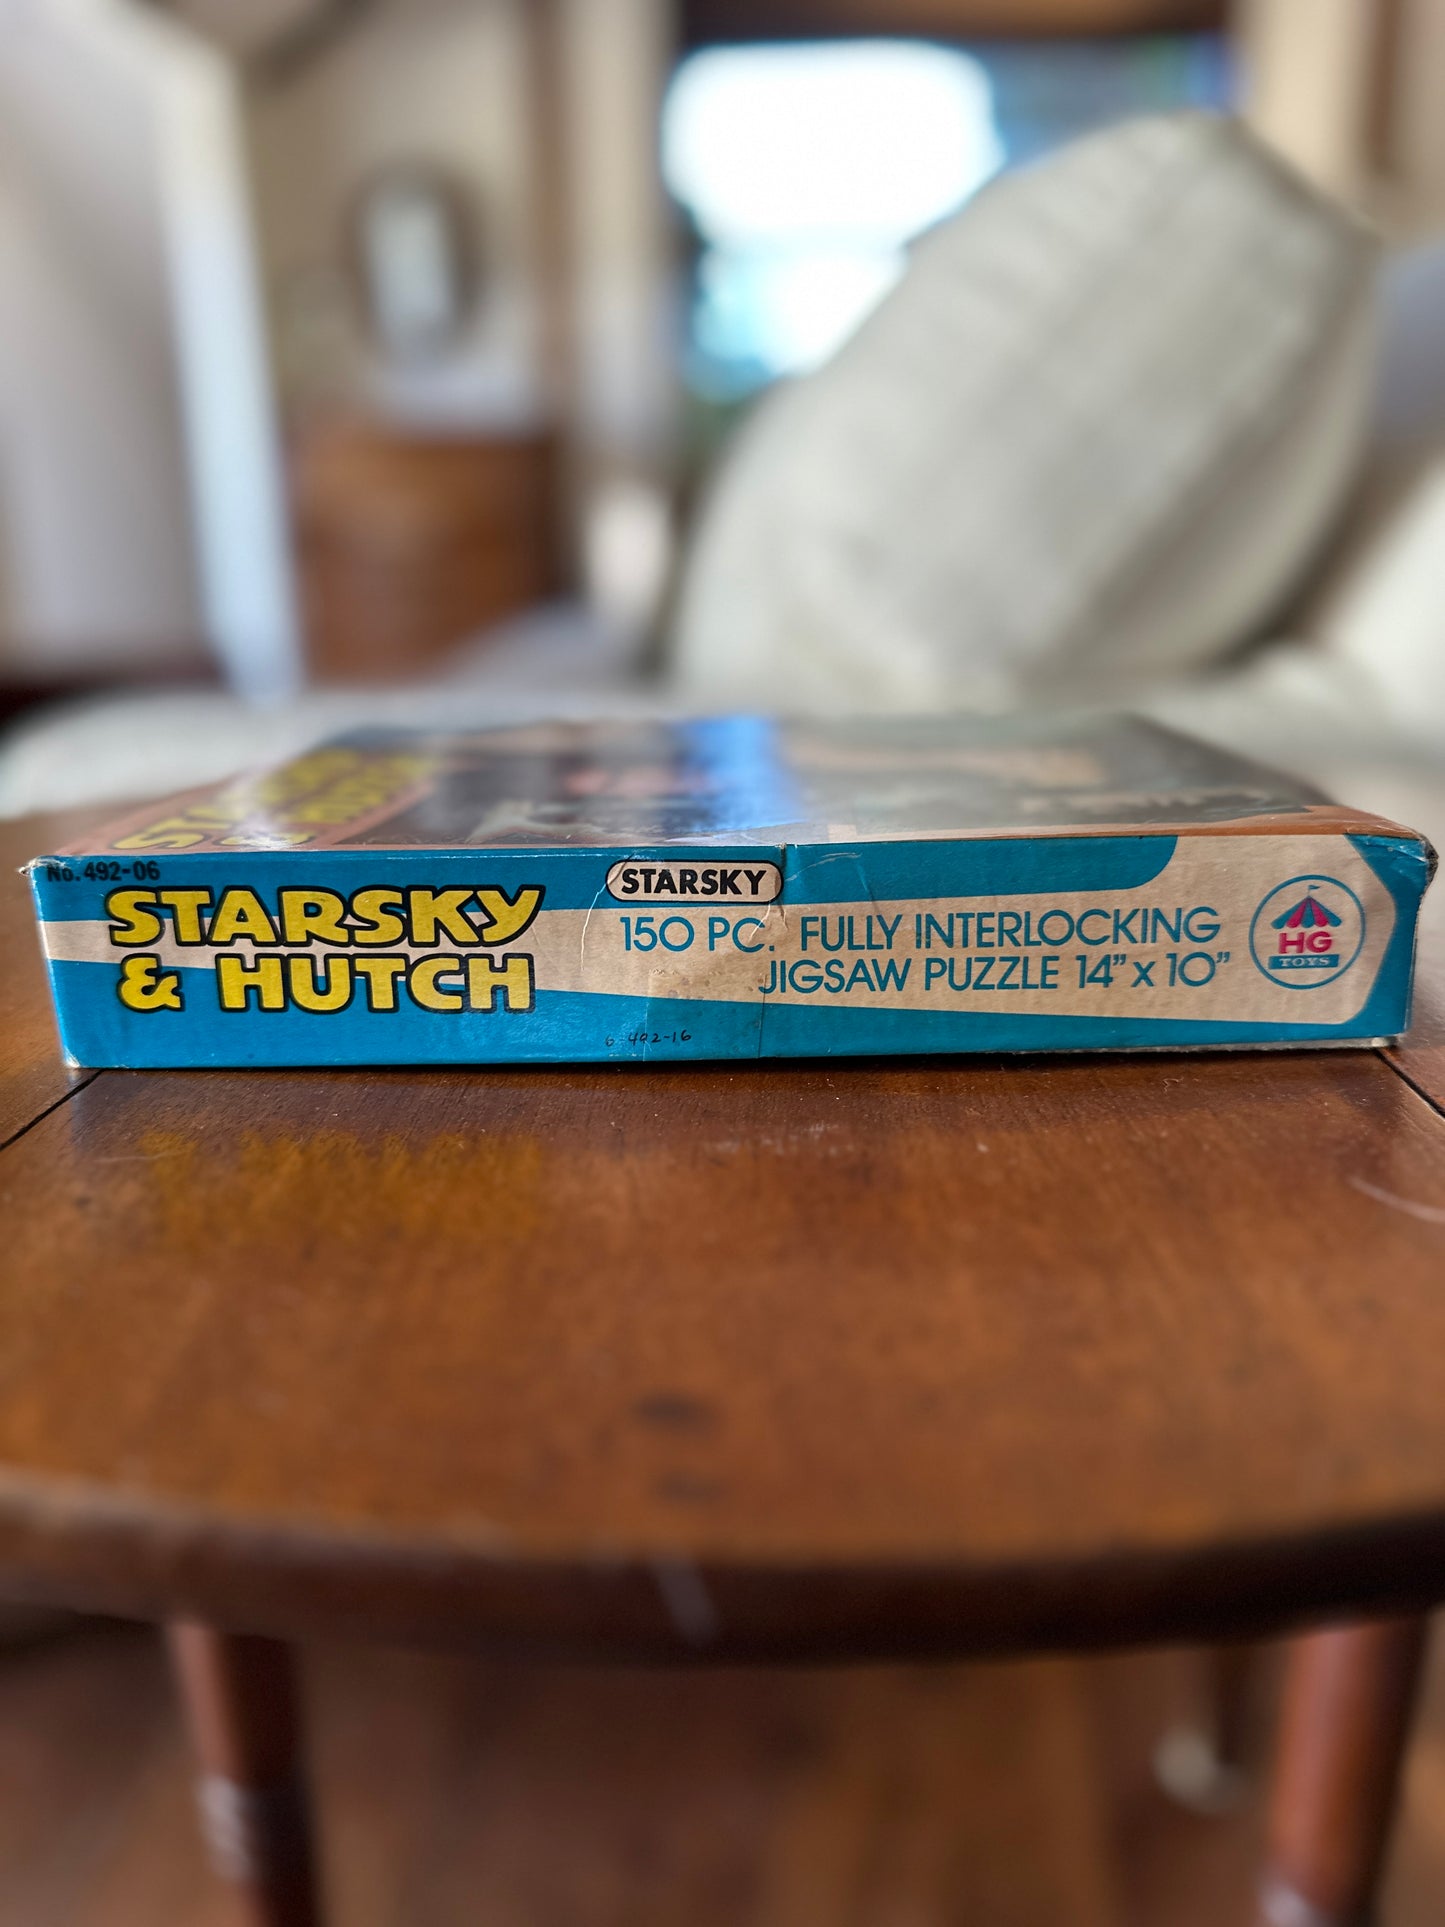 No. 492-06
STARSKY
& HUTCH
STARSKY
150 PC. FULLY INTERLOCKING
JIGSAW PUZZLE 14” x 10”
HG
TOYS
6-492-16